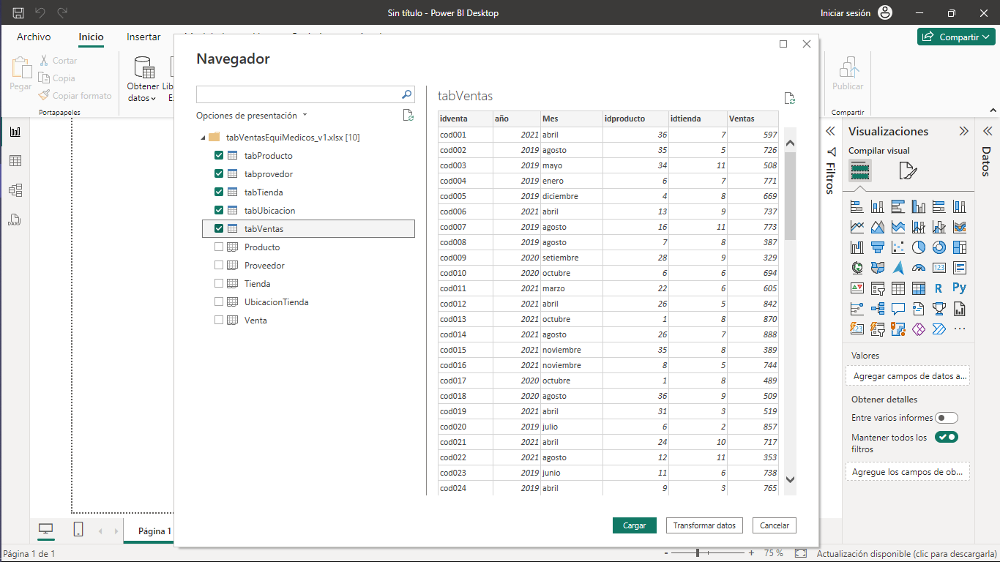 Sin título - Power BI Desktop
Iniciar sesión
Archivo
Inicio
Insertar
Compartir
Pegar
Cortar
Copia
Copiar formato
Portapapeles
Obtener datos
Publicar
Compartir
Navegador
Opciones de presentación
tabVentasEquiMedicos_v1.xlsx [10]
tabProducto
tabprovedor
tabTienda
tabUbicacion
tabVentas
Producto
Proveedor
Tienda
UbicacionTienda
Venta
tabVentas
idventa año Mes idproducto idtienda Ventas
cod001 2021 abril 36 7 597
cod002 2019 agosto 35 5 726
cod003 2019 mayo 34 11 508
cod004 2019 enero 6 7 771
cod005 2019 diciembre 4 8 669
cod006 2021 abril 13 9 737
cod007 2019 agosto 16 11 773
cod008 2019 agosto 7 8 387
cod009 2020 setiembre 28 9 329
cod010 2020 octubre 6 6 694
cod011 2021 marzo 22 6 605
cod012 2021 abril 26 5 842
cod013 2021 octubre 1 8 870
cod014 2021 agosto 26 7 888
cod015 2021 noviembre 35 8 389
cod016 2021 noviembre 8 5 744
cod017 2020 octubre 1 8 489
cod018 2020 agosto 36 9 509
cod019 2021 abril 31 3 519
cod020 2019 julio 6 2 857
cod021 2021 abril 24 10 717
cod022 2021 agosto 12 11 353
cod023 2019 junio 11 6 738
cod024 2019 abril 9 3 765
Cargar
Transformar datos
Cancelar
Filtros
Visualizaciones
Compilar visual
123
R
Py
123
Valores
Agregar campos de datos a...
Obtener detalles
Entre varios informes
Mantener todos los
filtros
Agregue los campos de ob...
Datos
DAX
Página 1
Página 1 de 1
- + 75 %
Actualización disponible (clic para descargarla)